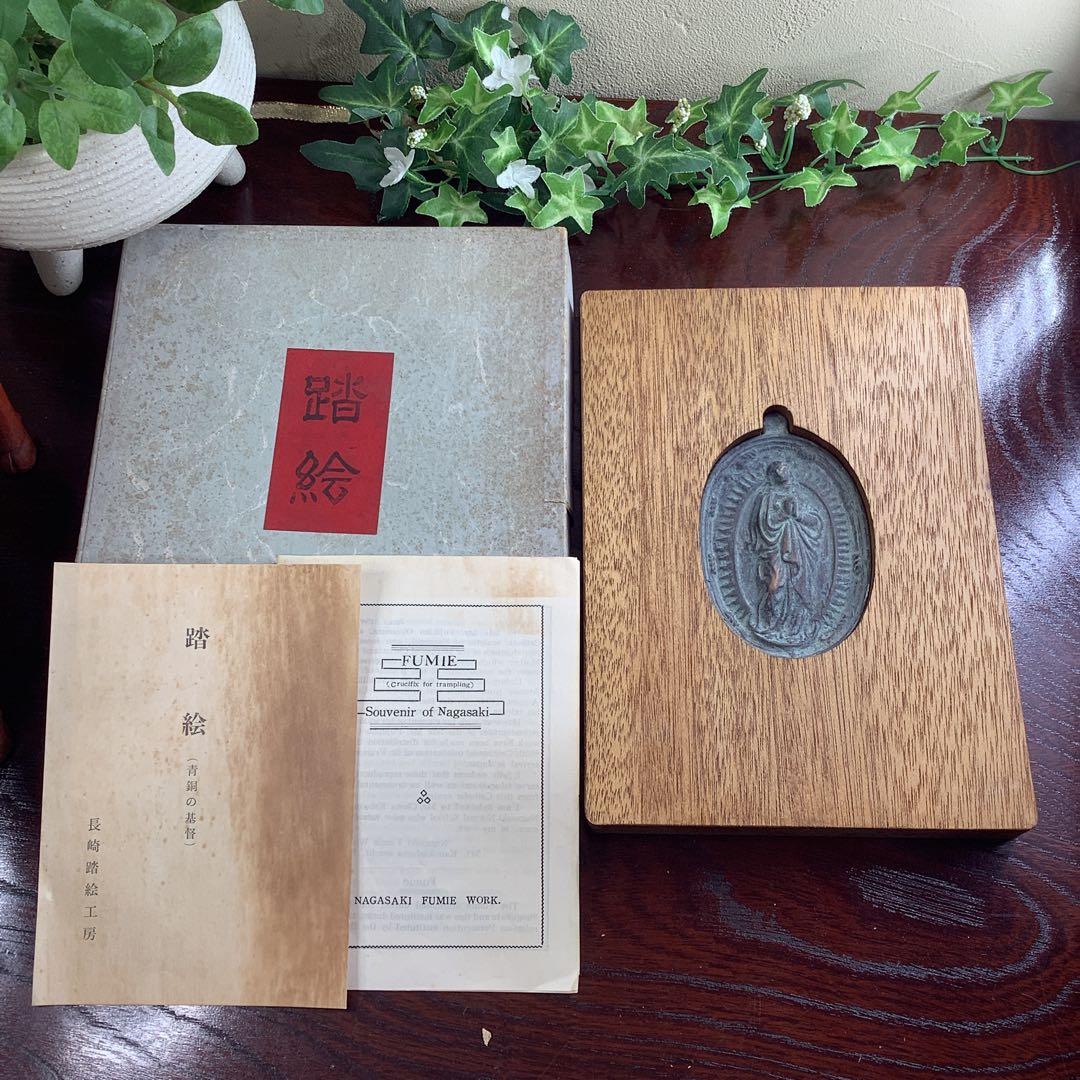 踏
絵
踏
絵
(青銅の基督)
長崎踏絵工房
FUMIE
(Crucifix for trampling)
Souvenir of Nagasaki
NAGASAKI FUMIE WORK.